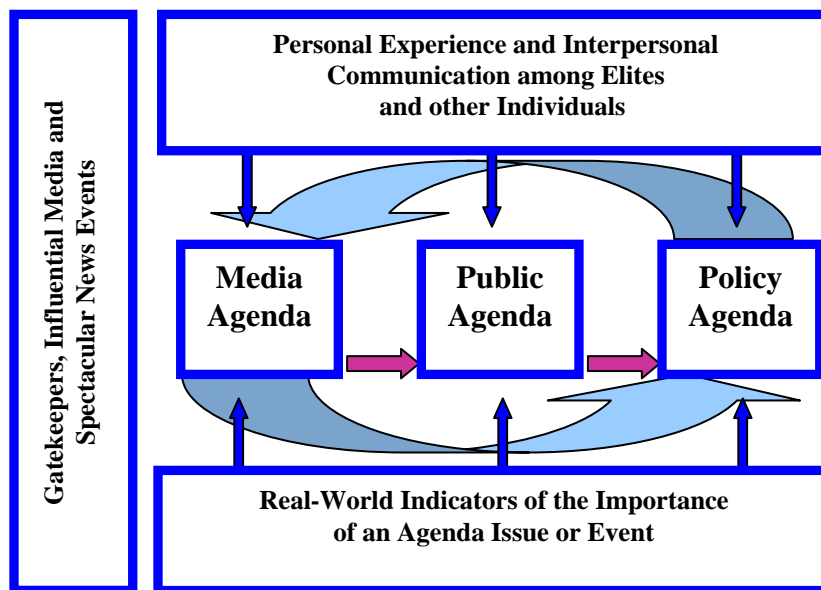 Gatekeepers, Influential Media and
Spectacular News Events
Personal Experience and Interpersonal
Communication among Elites
and other Individuals
Media
Agenda
Public
Agenda
Policy
Agenda
Real-World Indicators of the Importance
of an Agenda Issue or Event